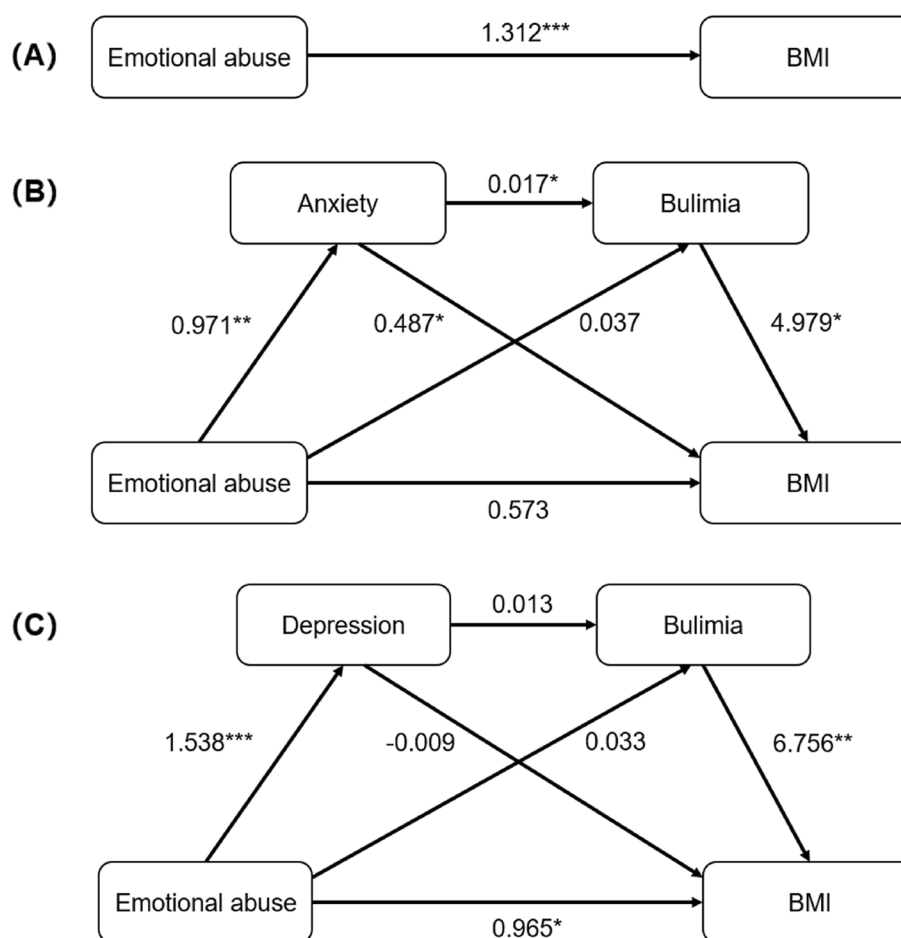 (A)
Emotional abuse
1.312***
BMI
(B)
Anxiety
0.017*
Bulimia
0.971**
0.487*
0.037
4.979*
Emotional abuse
0.573
BMI
(C)
Depression
0.013
Bulimia
1.538***
-0.009
0.033
6.756**
Emotional abuse
0.965*
BMI